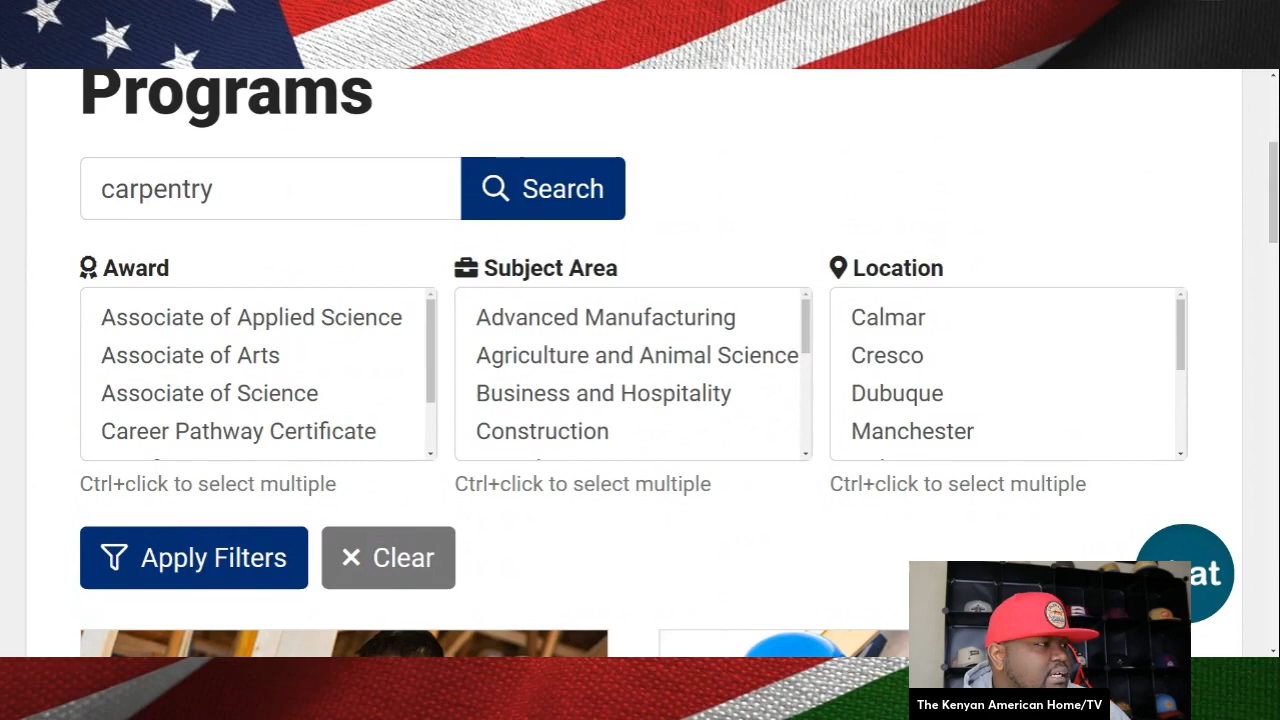 Programs
carpentry
Search
Award
Subject Area
Location
Associate of Applied Science
Associate of Arts
Associate of Science
Career Pathway Certificate
Advanced Manufacturing
Agriculture and Animal Science
Business and Hospitality
Construction
Calmar
Cresco
Dubuque
Manchester
Ctrl+click to select multiple
Ctrl+click to select multiple
Ctrl+click to select multiple
Apply Filters
Clear
at
The Kenyan American Home/TV